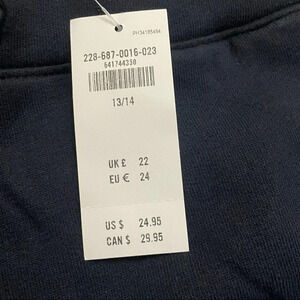 PH34185494
228-687-0016-023
641744330
13/14
UK £ 22
EU € 24
US $ 24.95
CAN $ 29.95